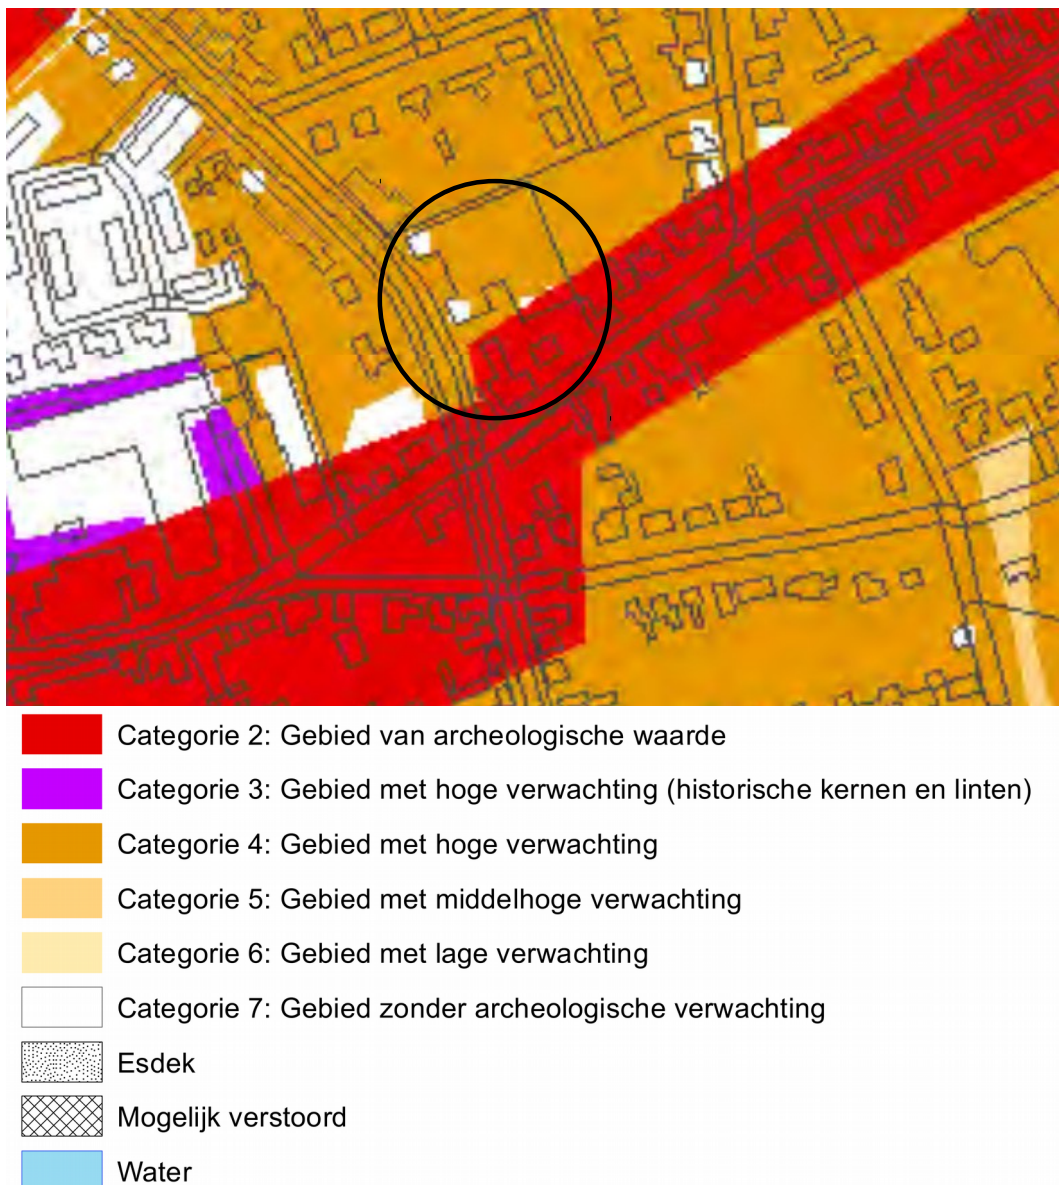 Categorie 2: Gebied van archeologische waarde
Categorie 3: Gebied met hoge verwachting (historische kernen en linten)
Categorie 4: Gebied met hoge verwachting
Categorie 5: Gebied met middelhoge verwachting
Categorie 6: Gebied met lage verwachting
Categorie 7: Gebied zonder archeologische verwachting
Esdek
Mogelijk verstoord
Water